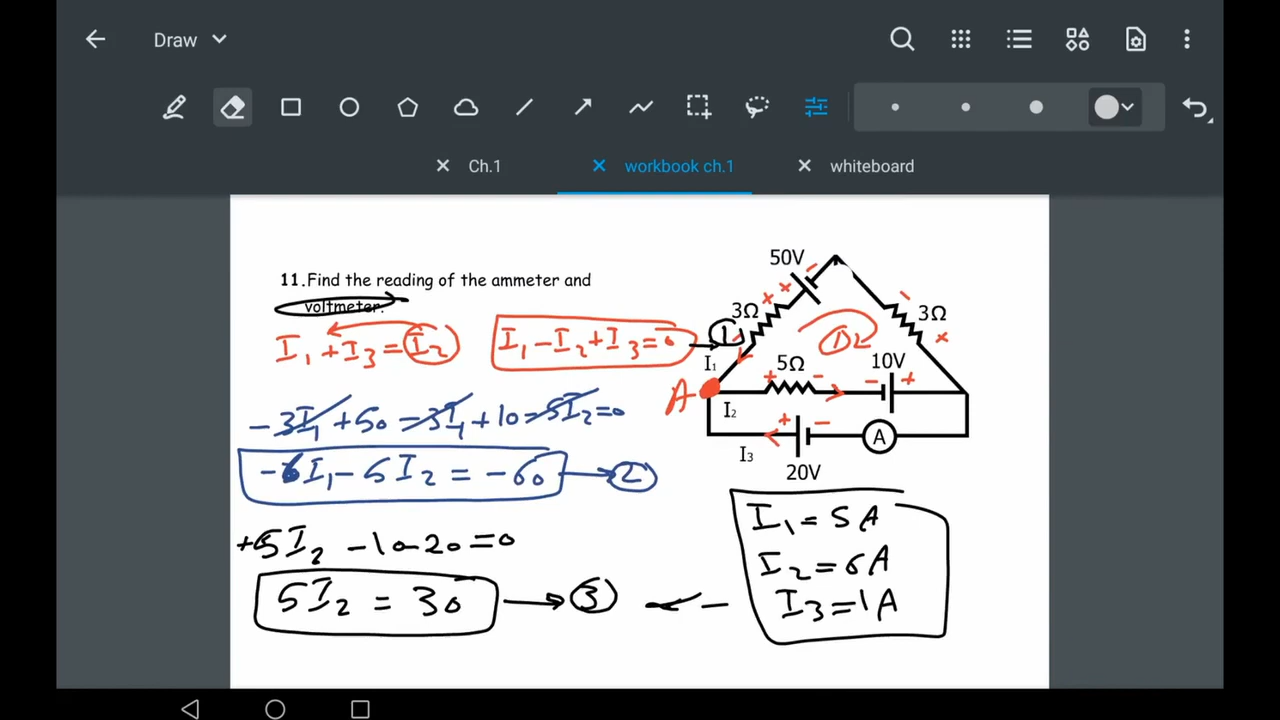 Draw
Ch.1
workbook ch.1
whiteboard
11.Find the reading of the ammeter and
voltmeter.
I₁ + I₃ = I₂
I₁ - I₂ + I₃ = 0
1
-3I₁ + 50 - 3I₁ + 10 - 5I₂ = 0
-6I₁ - 5I₂ = -60
2
+5I₂ - 10 - 20 = 0
5I₂ = 30
3
50V
3Ω
3Ω
I₁
5Ω
10V
A
I₂
A
I₃
20V
I₁ = 5A
I₂ = 6A
I₃ = 1A